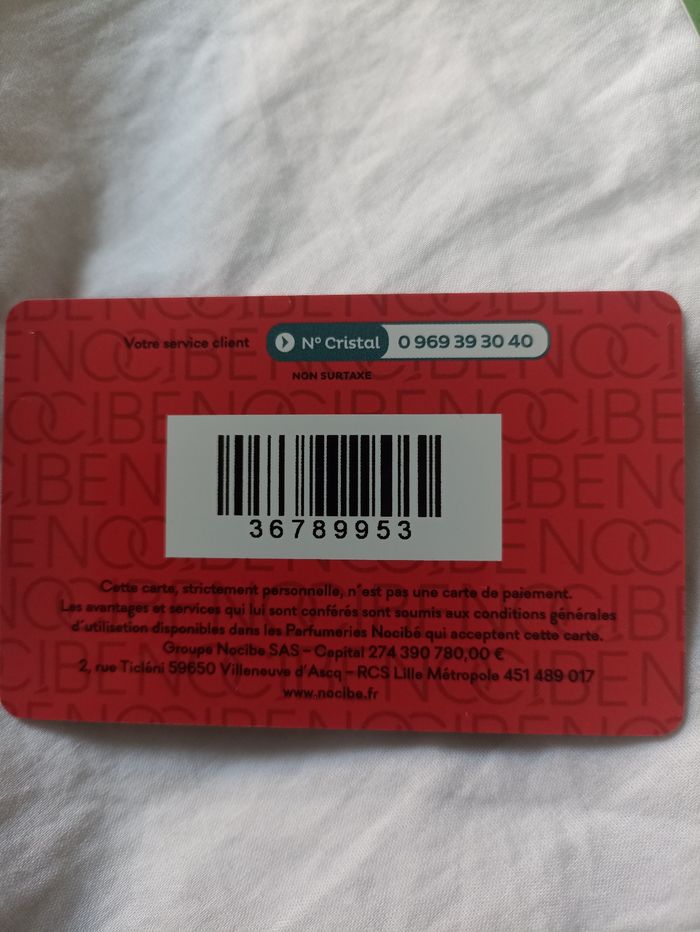 Votre service client N° Cristal 0 969 39 30 40
NON SURTAXE
36789953
Cette carte, strictement personnelle, n'est pas une carte de paiement.
Les avantages et services qui lui sont conférés sont soumis aux conditions générales
d'utilisation disponibles dans les Parfumeries Nocibé qui acceptent cette carte.
Groupe Nocibé SAS – Capital 274 390 780,00 €
2, rue Ticléni 59650 Villeneuve d'Ascq – RCS Lille Métropole 451 489 017
www.nocibe.fr